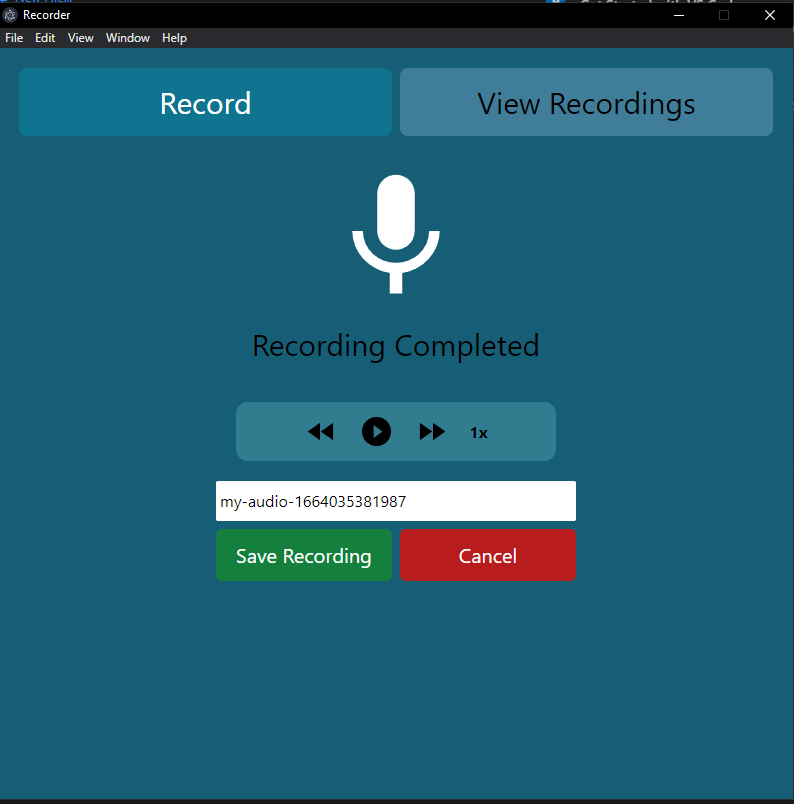 Recorder
File Edit View Window Help
Record
View Recordings
Recording Completed
1x
my-audio-1664035381987
Save Recording
Cancel